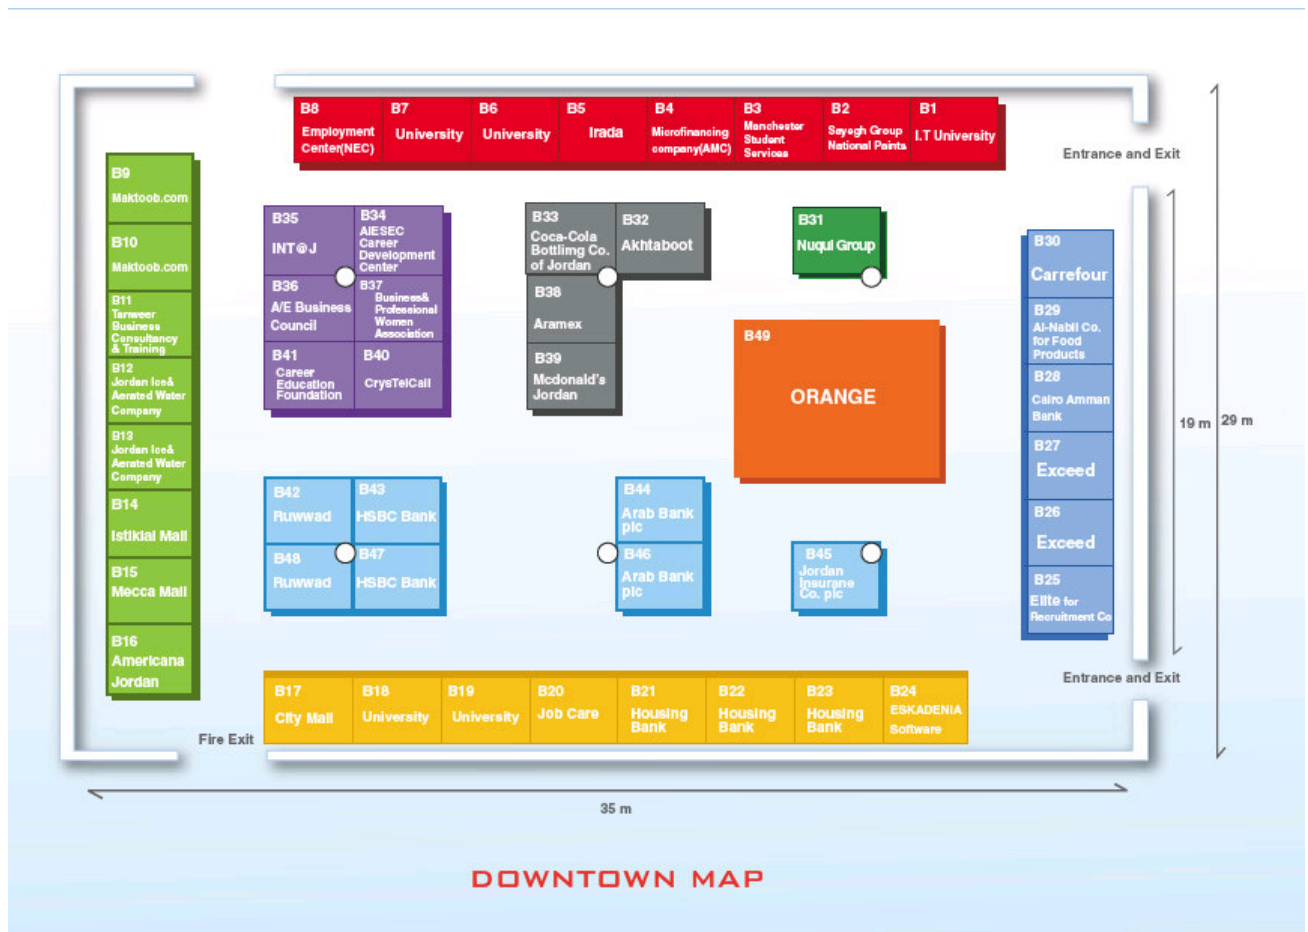 B8
Employment
Center(NEC)
B7
University
B6
University
B5
Irada
B4
Microfinancing
company(AMC)
B3
Manchester
Student
Services
B2
Sayegh Group
National Paints
B1
I.T University
Entrance and Exit
B9
Maktoob.com
B10
Maktoob.com
B11
Tanweer
Business
Consultancy
& Training
B12
Jordan Ice&
Aerated Water
Company
B13
Jordan Ice&
Aerated Water
Company
B14
Istiklal Mall
B15
Mecca Mall
B16
Americana
Jordan
B35
INT@J
B34
AIESEC
Career
Development
Center
B36
A/E Business
Council
B37
Business&
Professional
Women
Association
B41
Career
Education
Foundation
B40
CrysTelCall
B33
Coca-Cola
Bottlimg Co.
of Jordan
B32
Akhtaboot
B38
Aramex
B39
Mcdonald's
Jordan
B31
Nuqul Group
B49
ORANGE
B30
Carrefour
B29
Al-Nabil Co.
for Food
Products
B28
Cairo Amman
Bank
B27
Exceed
B26
Exceed
B25
Elite for
Recruitment Co
19 m
29 m
B42
Ruwwad
B43
HSBC Bank
B48
Ruwwad
B47
HSBC Bank
B44
Arab Bank
plc
B46
Arab Bank
plc
B45
Jordan
Insurane
Co. plc
Entrance and Exit
B17
City Mall
B18
University
B19
University
B20
Job Care
B21
Housing
Bank
B22
Housing
Bank
B23
Housing
Bank
B24
ESKADENIA
Software
Fire Exit
35 m
DOWNTOWN MAP